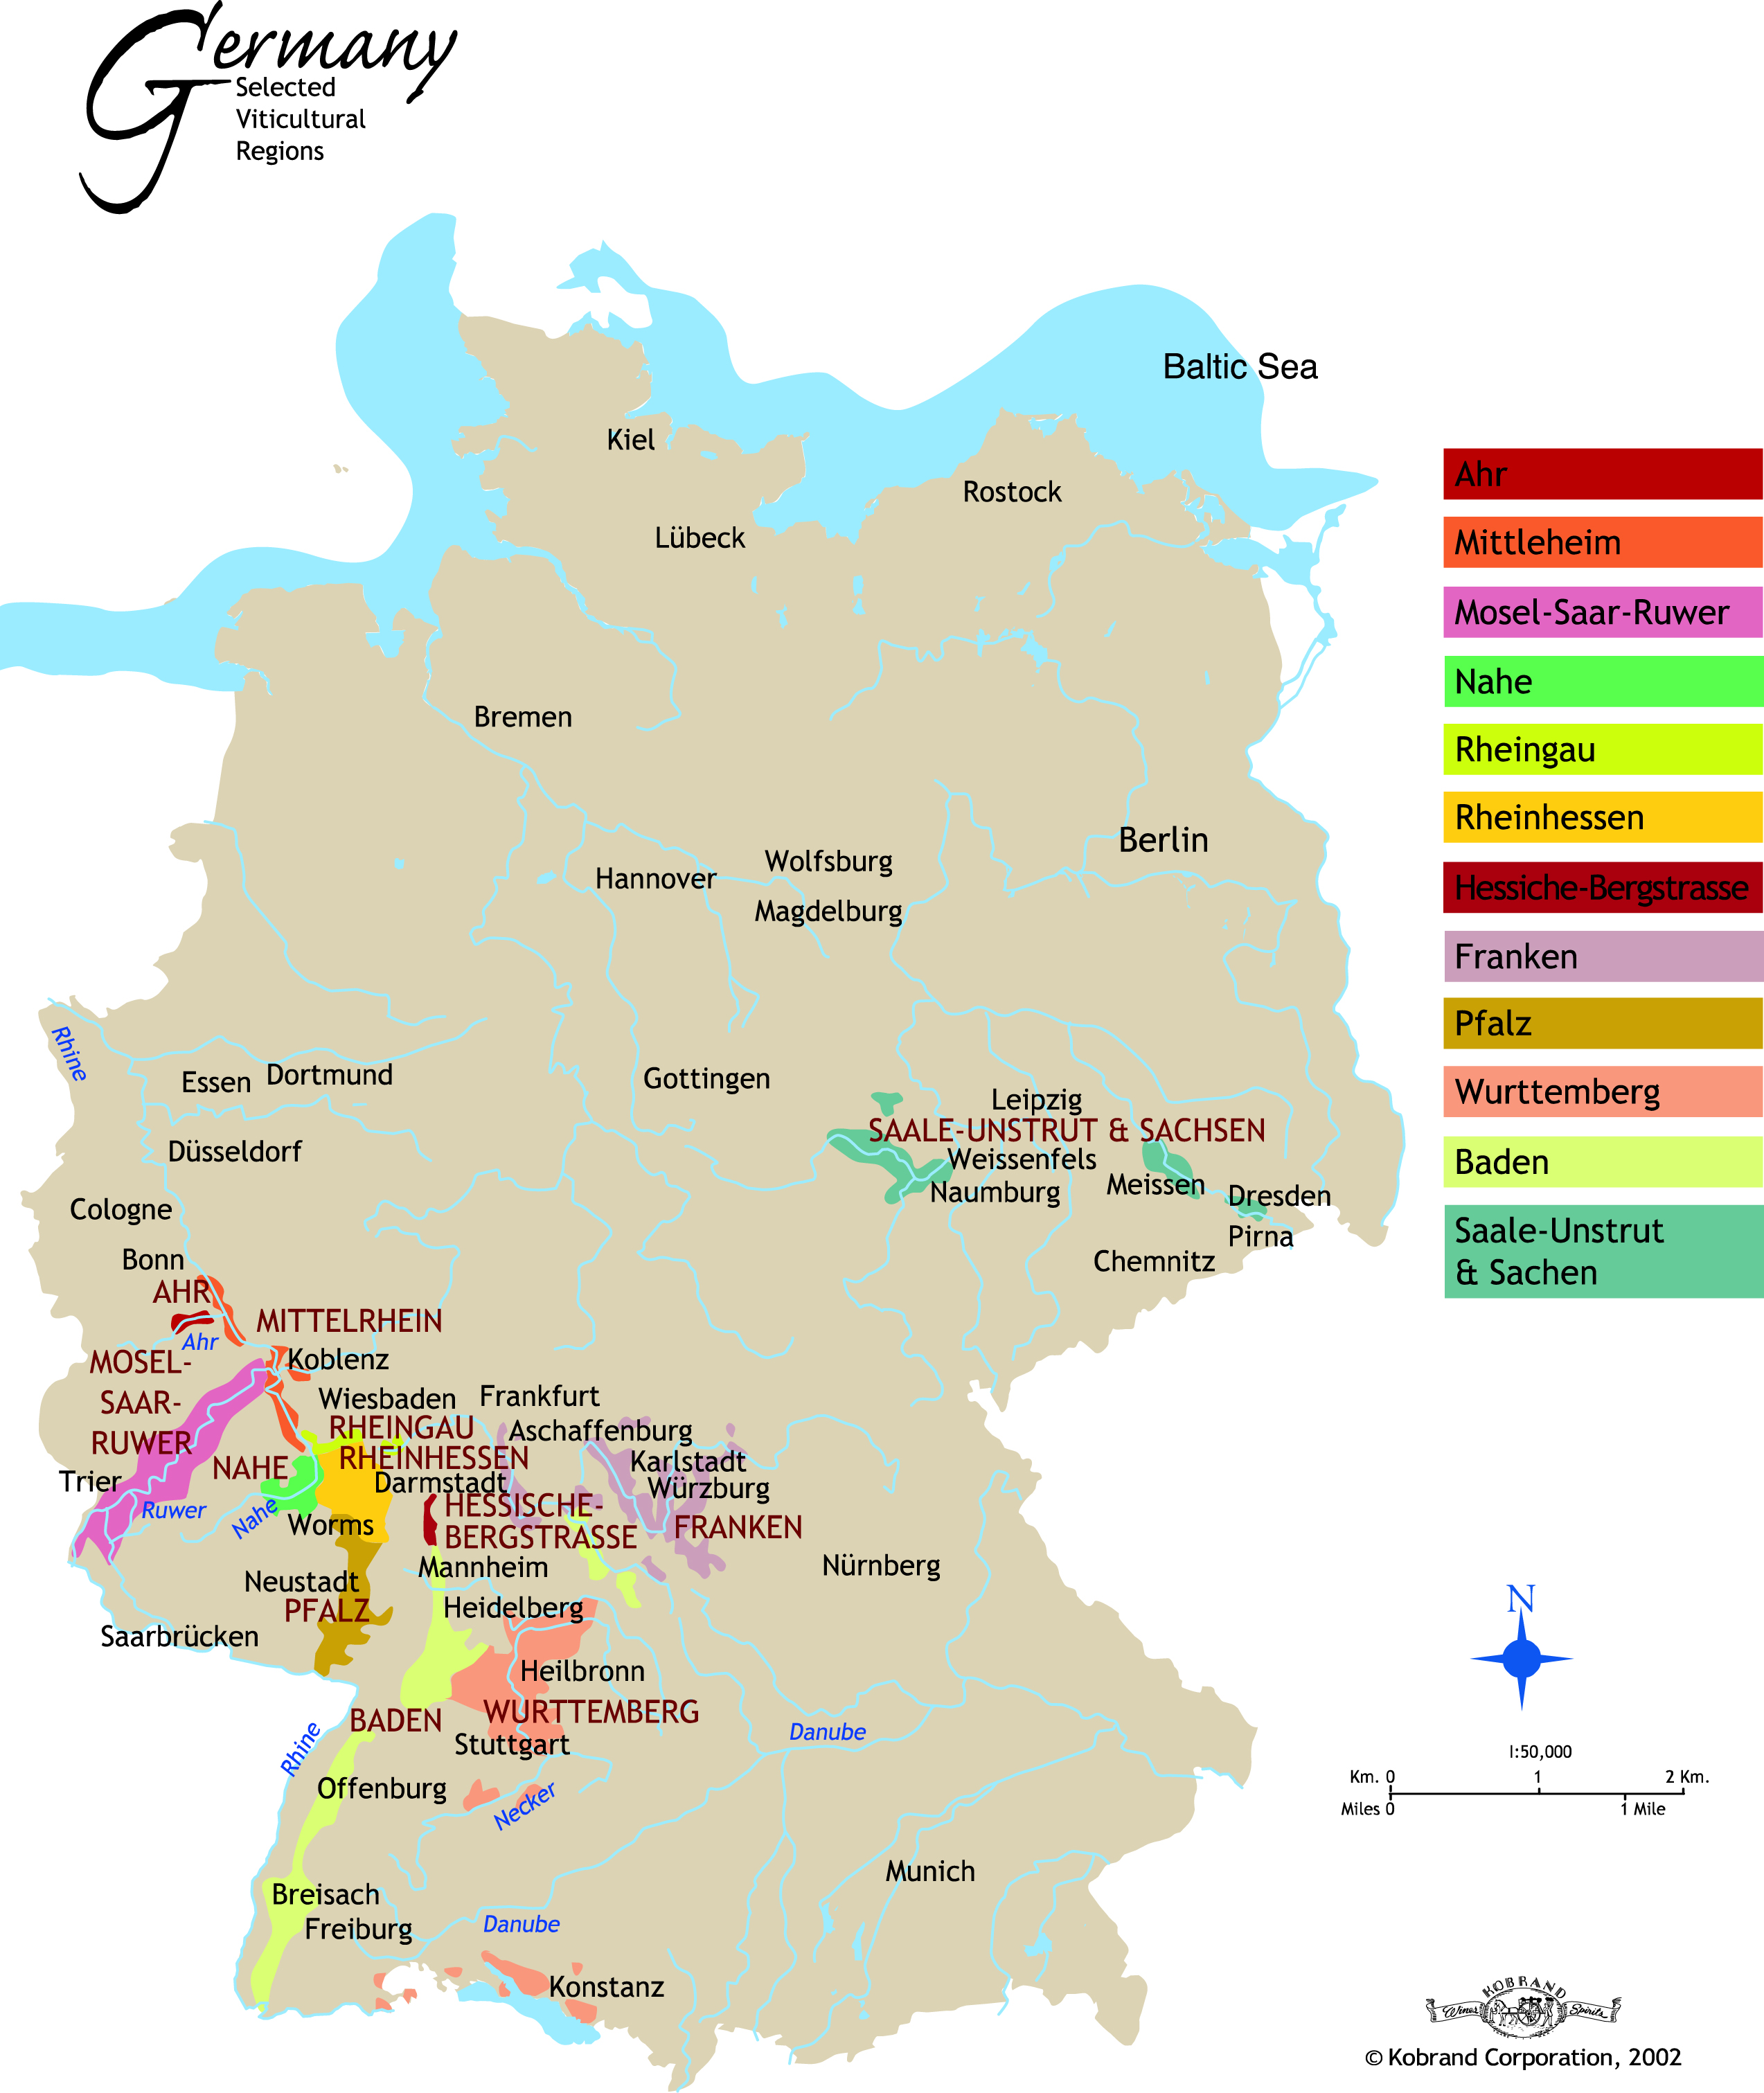 Germany
Selected
Viticultural
Regions
Baltic Sea
Kiel
Rostock
Lübeck
Bremen
Berlin
Wolfsburg
Hannover
Magdelburg
Rhine
Essen
Dortmund
Gottingen
Leipzig
SAALE-UNSTRUT & SACHSEN
Düsseldorf
Weissenfels
Meissen
Naumburg
Dresden
Cologne
Pirna
Bonn
Chemnitz
AHR
MITTELRHEIN
Ahr
MOSEL-
SAAR-
RUWER
Koblenz
Wiesbaden
Frankfurt
RHEINGAU
Aschaffenburg
RHEINHESSEN
Karlstadt
NAHE
Trier
Darmstadt
Würzburg
Ruwer
Nahe
HESSISCHE-
BERGSTRASSE
Worms
FRANKEN
Mannheim
Nürnberg
Neustadt
PFALZ
Heidelberg
Saarbrücken
Heilbronn
WURTTEMBERG
BADEN
Rhine
Danube
Stuttgart
Offenburg
Necker
Munich
Breisach
Freiburg
Danube
Konstanz
Ahr
Mittleheim
Mosel-Saar-Ruwer
Nahe
Rheingau
Rheinhessen
Hessiche-Bergstrasse
Franken
Pfalz
Wurttemberg
Baden
Saale-Unstrut
& Sachen
N
1:50,000
Km. 0 1 2 Km.
Miles 0 1 Mile
KOBRAND
Wines Spirits
© Kobrand Corporation, 2002